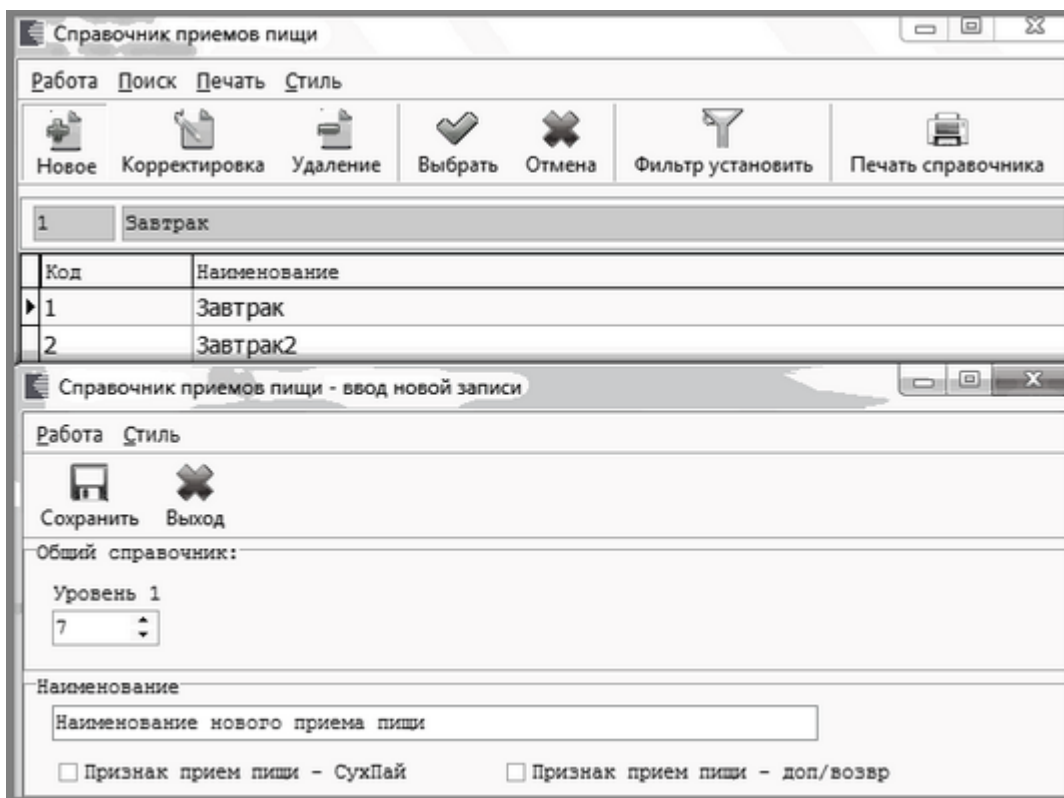 Справочник приемов пищи
Работа Поиск Печать Стиль
Новое Корректировка Удаление Выбрать Отмена Фильтр установить Печать справочника
1 Завтрак
Код Наименование
1 Завтрак
2 Завтрак2
Справочник приемов пищи - ввод новой записи
Работа Стиль
Сохранить Выход
Общий справочник:
Уровень 1
7
Наименование
Наименование нового приема пищи
Признак прием пищи - СухПай Признак прием пищи - доп/возвр